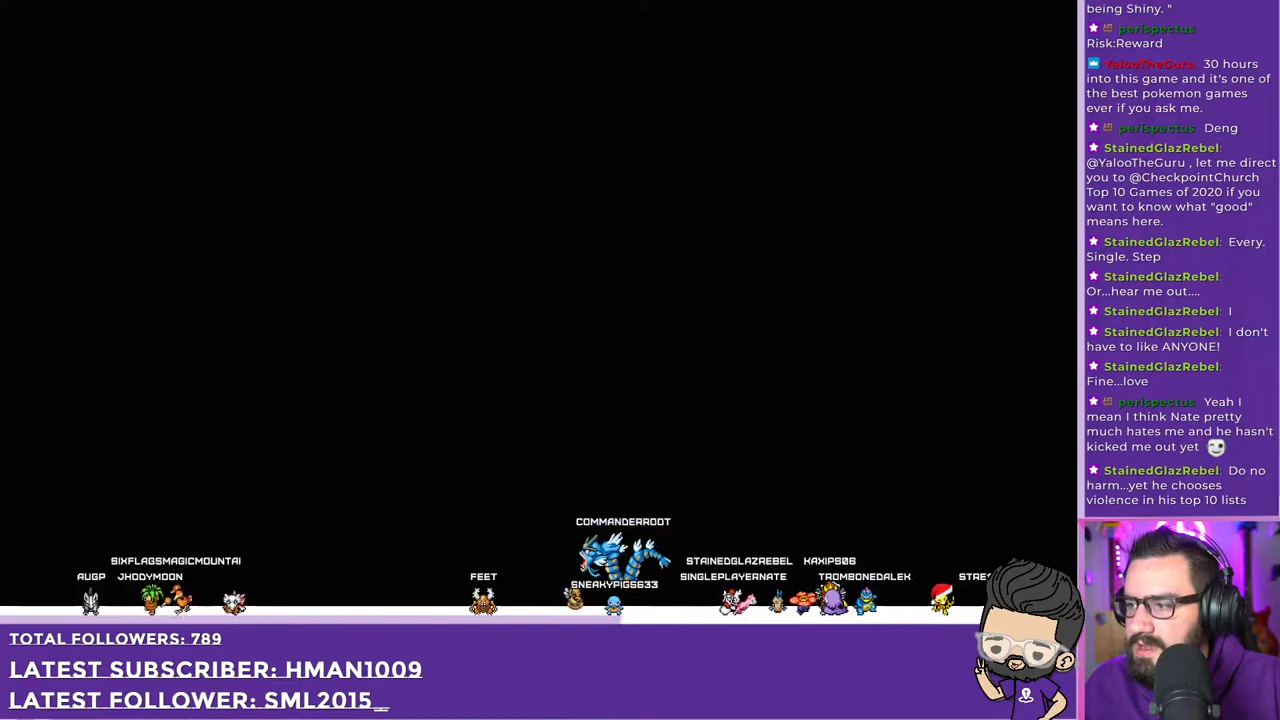 being Shiny. "
perispectus
Risk:Reward
YalooTheGuru 30 hours
into this game and it's one of
the best pokemon games
ever if you ask me.
perispectus Deng
StainedGlazRebel:
@YalooTheGuru , let me direct
you to @CheckpointChurch
Top 10 Games of 2020 if you
want to know what "good"
means here.
StainedGlazRebel: Every.
Single. Step
StainedGlazRebel:
Or...hear me out....
StainedGlazRebel: I
StainedGlazRebel: I don't
have to like ANYONE!
StainedGlazRebel:
Fine...love
perispectus Yeah I
mean I think Nate pretty
much hates me and he hasn't
kicked me out yet
StainedGlazRebel: Do no
harm...yet he chooses
violence in his top 10 lists
COMMANDERROOT
SIXFLAGSMAGICMOUNTAI
STAINEDGLAZREBEL KAXIPS06
AUGP JHODYMOON
FEET
SNEAKYPIGS633
SINGLEPLAYERNATE
TROMBONEDALEK
STRES
TOTAL FOLLOWERS: 789
LATEST SUBSCRIBER: HMAN1009
LATEST FOLLOWER: SML2015_